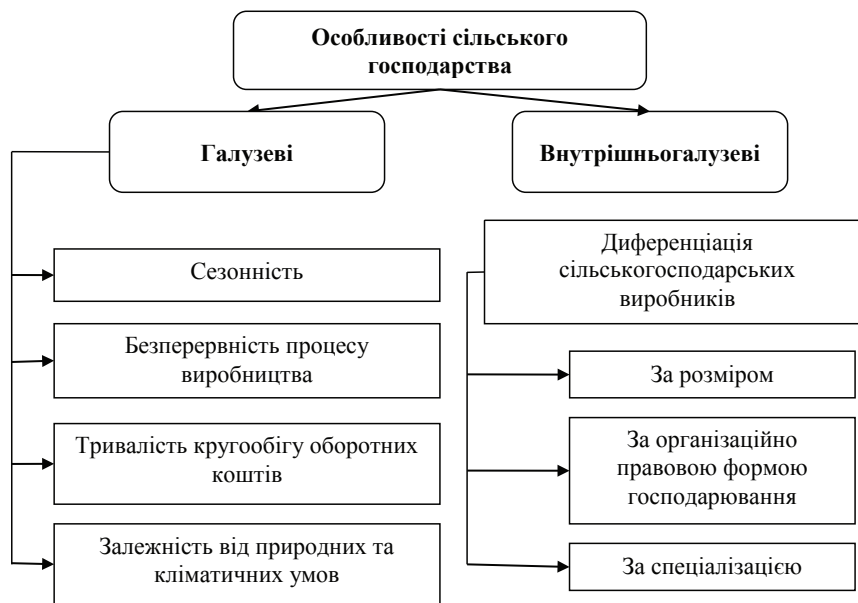 Особливості сільського
господарства
Галузеві
Внутрішньогалузеві
Сезонність
Безперервність процесу
виробництва
Тривалість кругообігу оборотних
коштів
Залежність від природних та
кліматичних умов
Диференціація
сільськогосподарських
виробників
За розміром
За організаційно
правовою формою
господарювання
За спеціалізацією